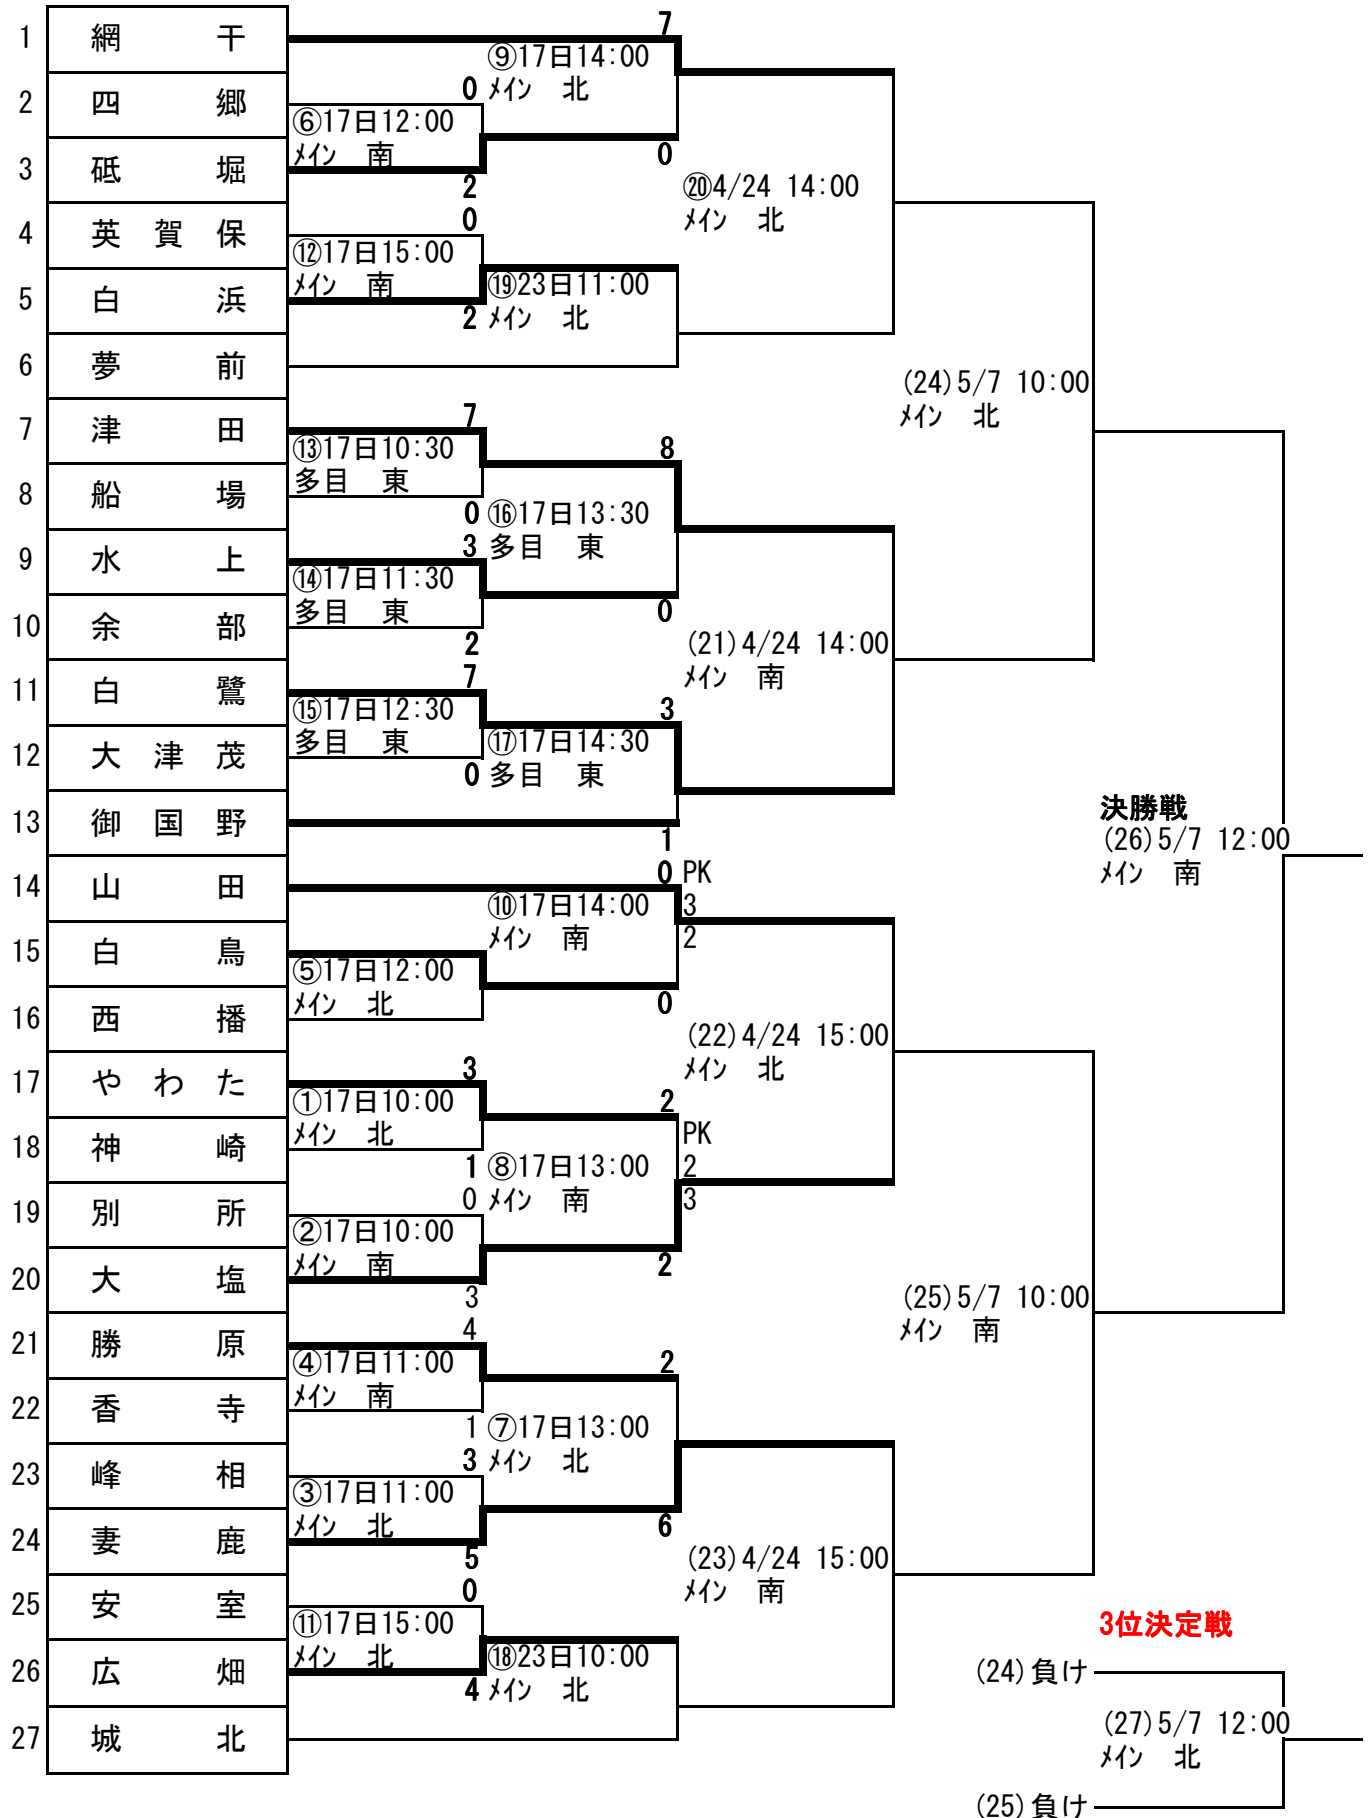 1 網干
7
⑨17日14:00
メイン 北
2 四郷
0
⑥17日12:00
メイン 南
3 砥堀
2
0
⑳4/24 14:00
メイン 北
4 英賀保
0
⑫17日15:00
メイン 南
5 白浜
2
⑲23日11:00
メイン 北
6 夢前
(24)5/7 10:00
メイン 北
7 津田
7
⑬17日10:30
多目 東
8
8 船場
0
⑯17日13:30
多目 東
9 水上
3
⑭17日11:30
多目 東
10 余部
2
0
(21)4/24 14:00
メイン 南
11 白鷺
7
⑮17日12:30
多目 東
3
12 大津茂
0
⑰17日14:30
多目 東
13 御国野
1
決勝戦
(26)5/7 12:00
メイン 南
14 山田
0 PK
3
2
⑩17日14:00
メイン 南
15 白鳥
⑤17日12:00
メイン 北
16 西播
0
(22)4/24 15:00
メイン 北
17 やわた
3
①17日10:00
メイン 北
2
PK
2
3
18 神崎
1
⑧17日13:00
メイン 南
19 別所
0
②17日10:00
メイン 南
20 大塩
3
2
(25)5/7 10:00
メイン 南
21 勝原
4
④17日11:00
メイン 南
2
22 香寺
1
⑦17日13:00
メイン 北
23 峰相
3
③17日11:00
メイン 北
24 妻鹿
5
6
(23)4/24 15:00
メイン 南
25 安室
0
⑪17日15:00
メイン 北
26 広畑
4
⑱23日10:00
メイン 北
27 城北
3位決定戦
(24)負け
(27)5/7 12:00
メイン 北
(25)負け